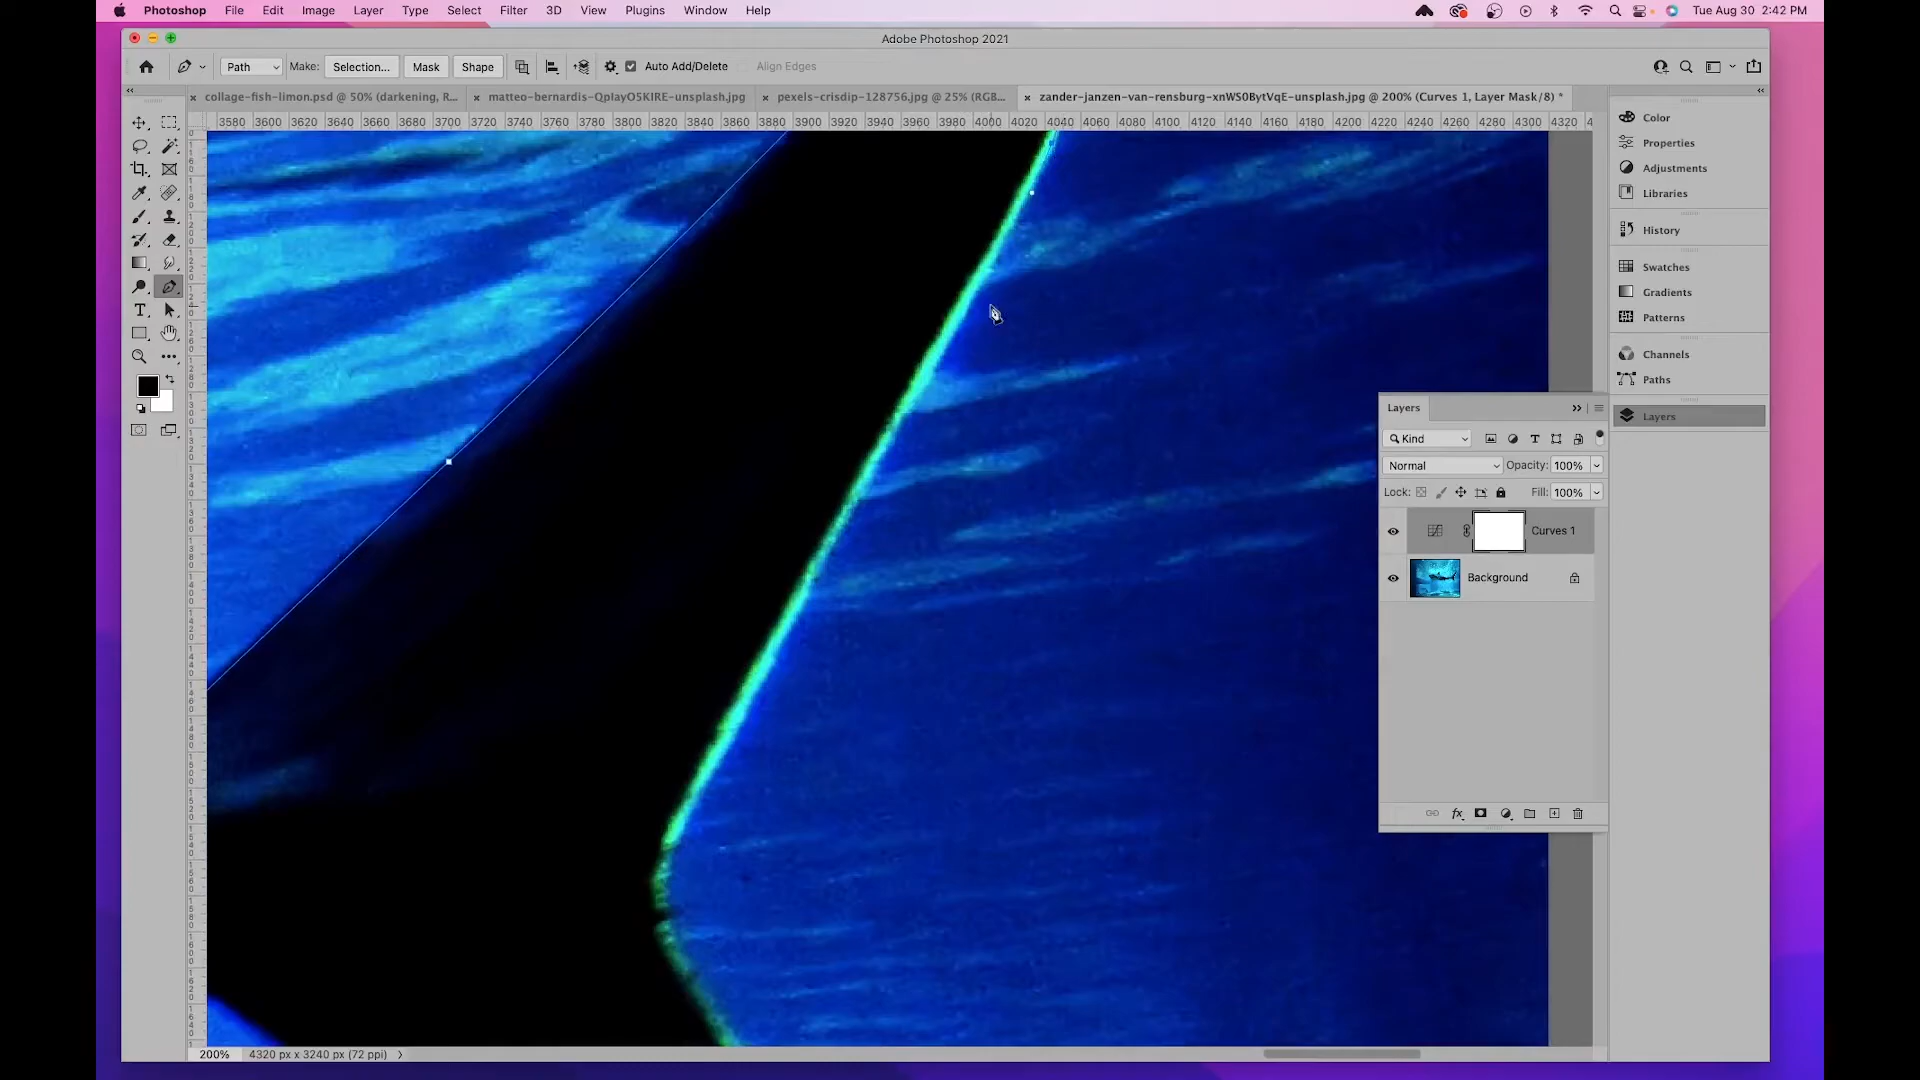 Photoshop File Edit Image Layer Type Select Filter 3D View Plugins Window Help Tue Aug 30 2:42 PM
Adobe Photoshop 2021
Path Make: Selection... Mask Shape Auto Add/Delete Align Edges
collage-fish-limon.psd @ 50% (darkening, R... matteo-bernardis-QpIayO5KIRE-unsplash.jpg pexels-crisdip-128756.jpg @ 25% (RGB... zander-janzen-van-rensburg-xnWS0BytVqE-unsplash.jpg @ 200% (Curves 1, Layer Mask/8) *
3580 3600 3620 3640 3660 3680 3700 3720 3740 3760 3780 3800 3820 3840 3860 3880 3900 3920 3940 3960 3980 4000 4020 4040 4060 4080 4100 4120 4140 4160 4180 4200 4220 4240 4260 4280 4300 4320 4
Color
Properties
Adjustments
Libraries
History
Swatches
Gradients
Patterns
Channels
Paths
Layers
Layers
Kind
Normal Opacity: 100%
Lock: Fill: 100%
Curves 1
Background
200% 4320 px x 3240 px (72 ppi)